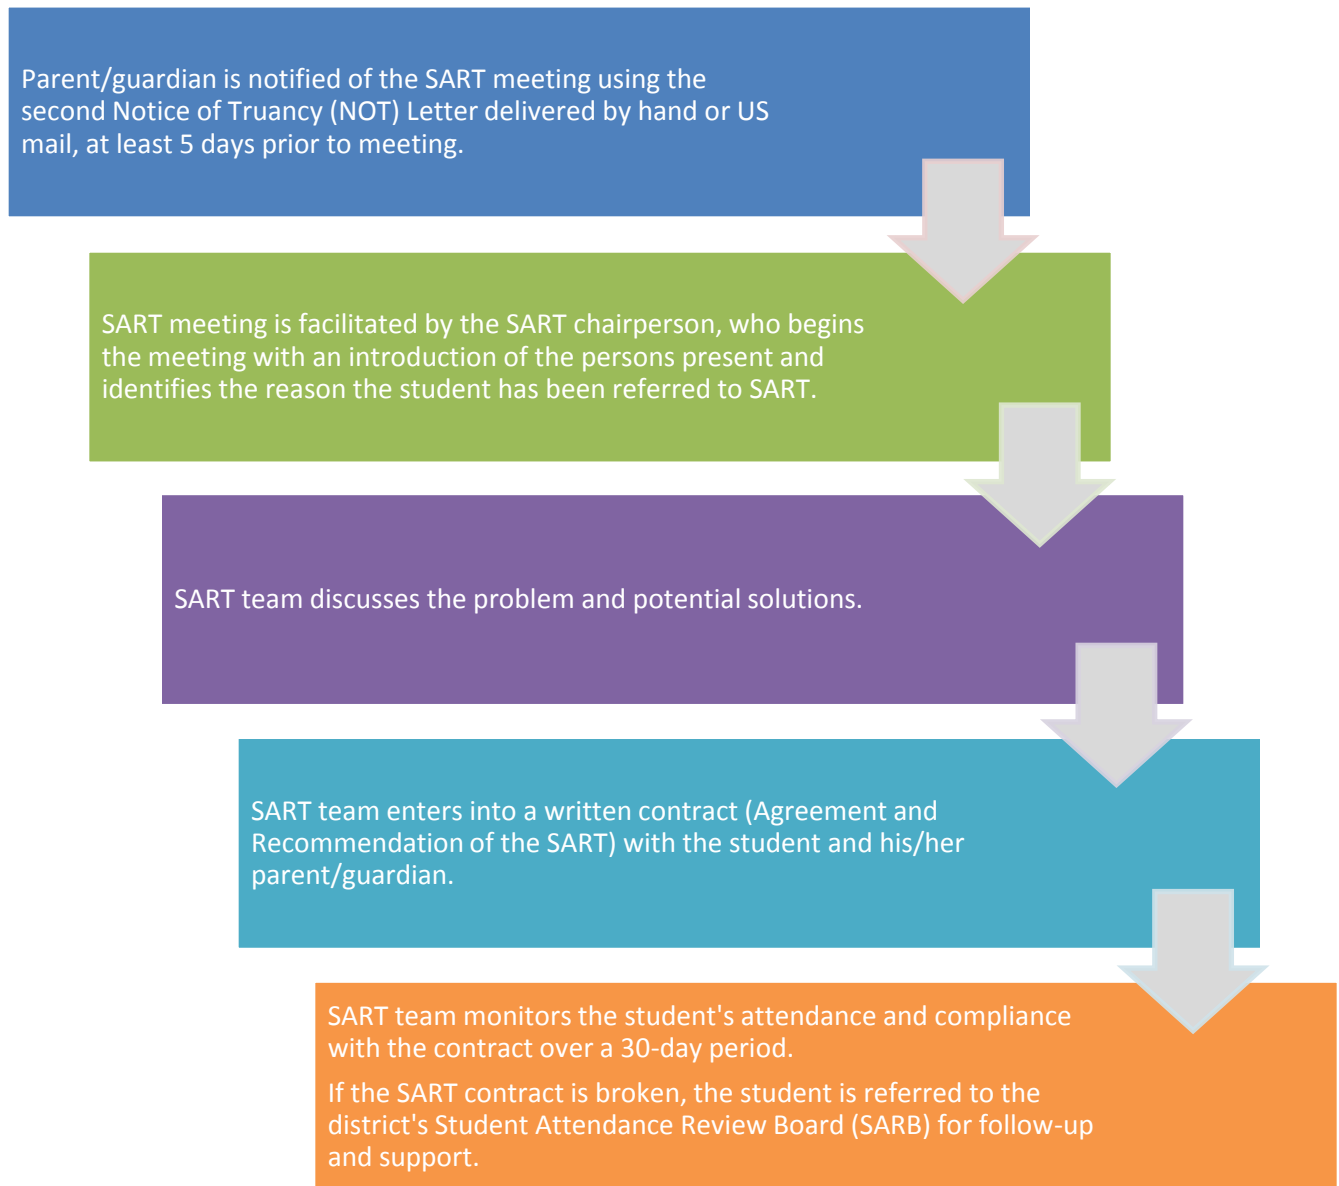 Parent/guardian is notified of the SART meeting using the
second Notice of Truancy (NOT) Letter delivered by hand or US
mail, at least 5 days prior to meeting.
SART meeting is facilitated by the SART chairperson, who begins
the meeting with an introduction of the persons present and
identifies the reason the student has been referred to SART.
SART team discusses the problem and potential solutions.
SART team enters into a written contract (Agreement and
Recommendation of the SART) with the student and his/her
parent/guardian.
SART team monitors the student's attendance and compliance
with the contract over a 30-day period.
If the SART contract is broken, the student is referred to the
district's Student Attendance Review Board (SARB) for follow-up
and support.